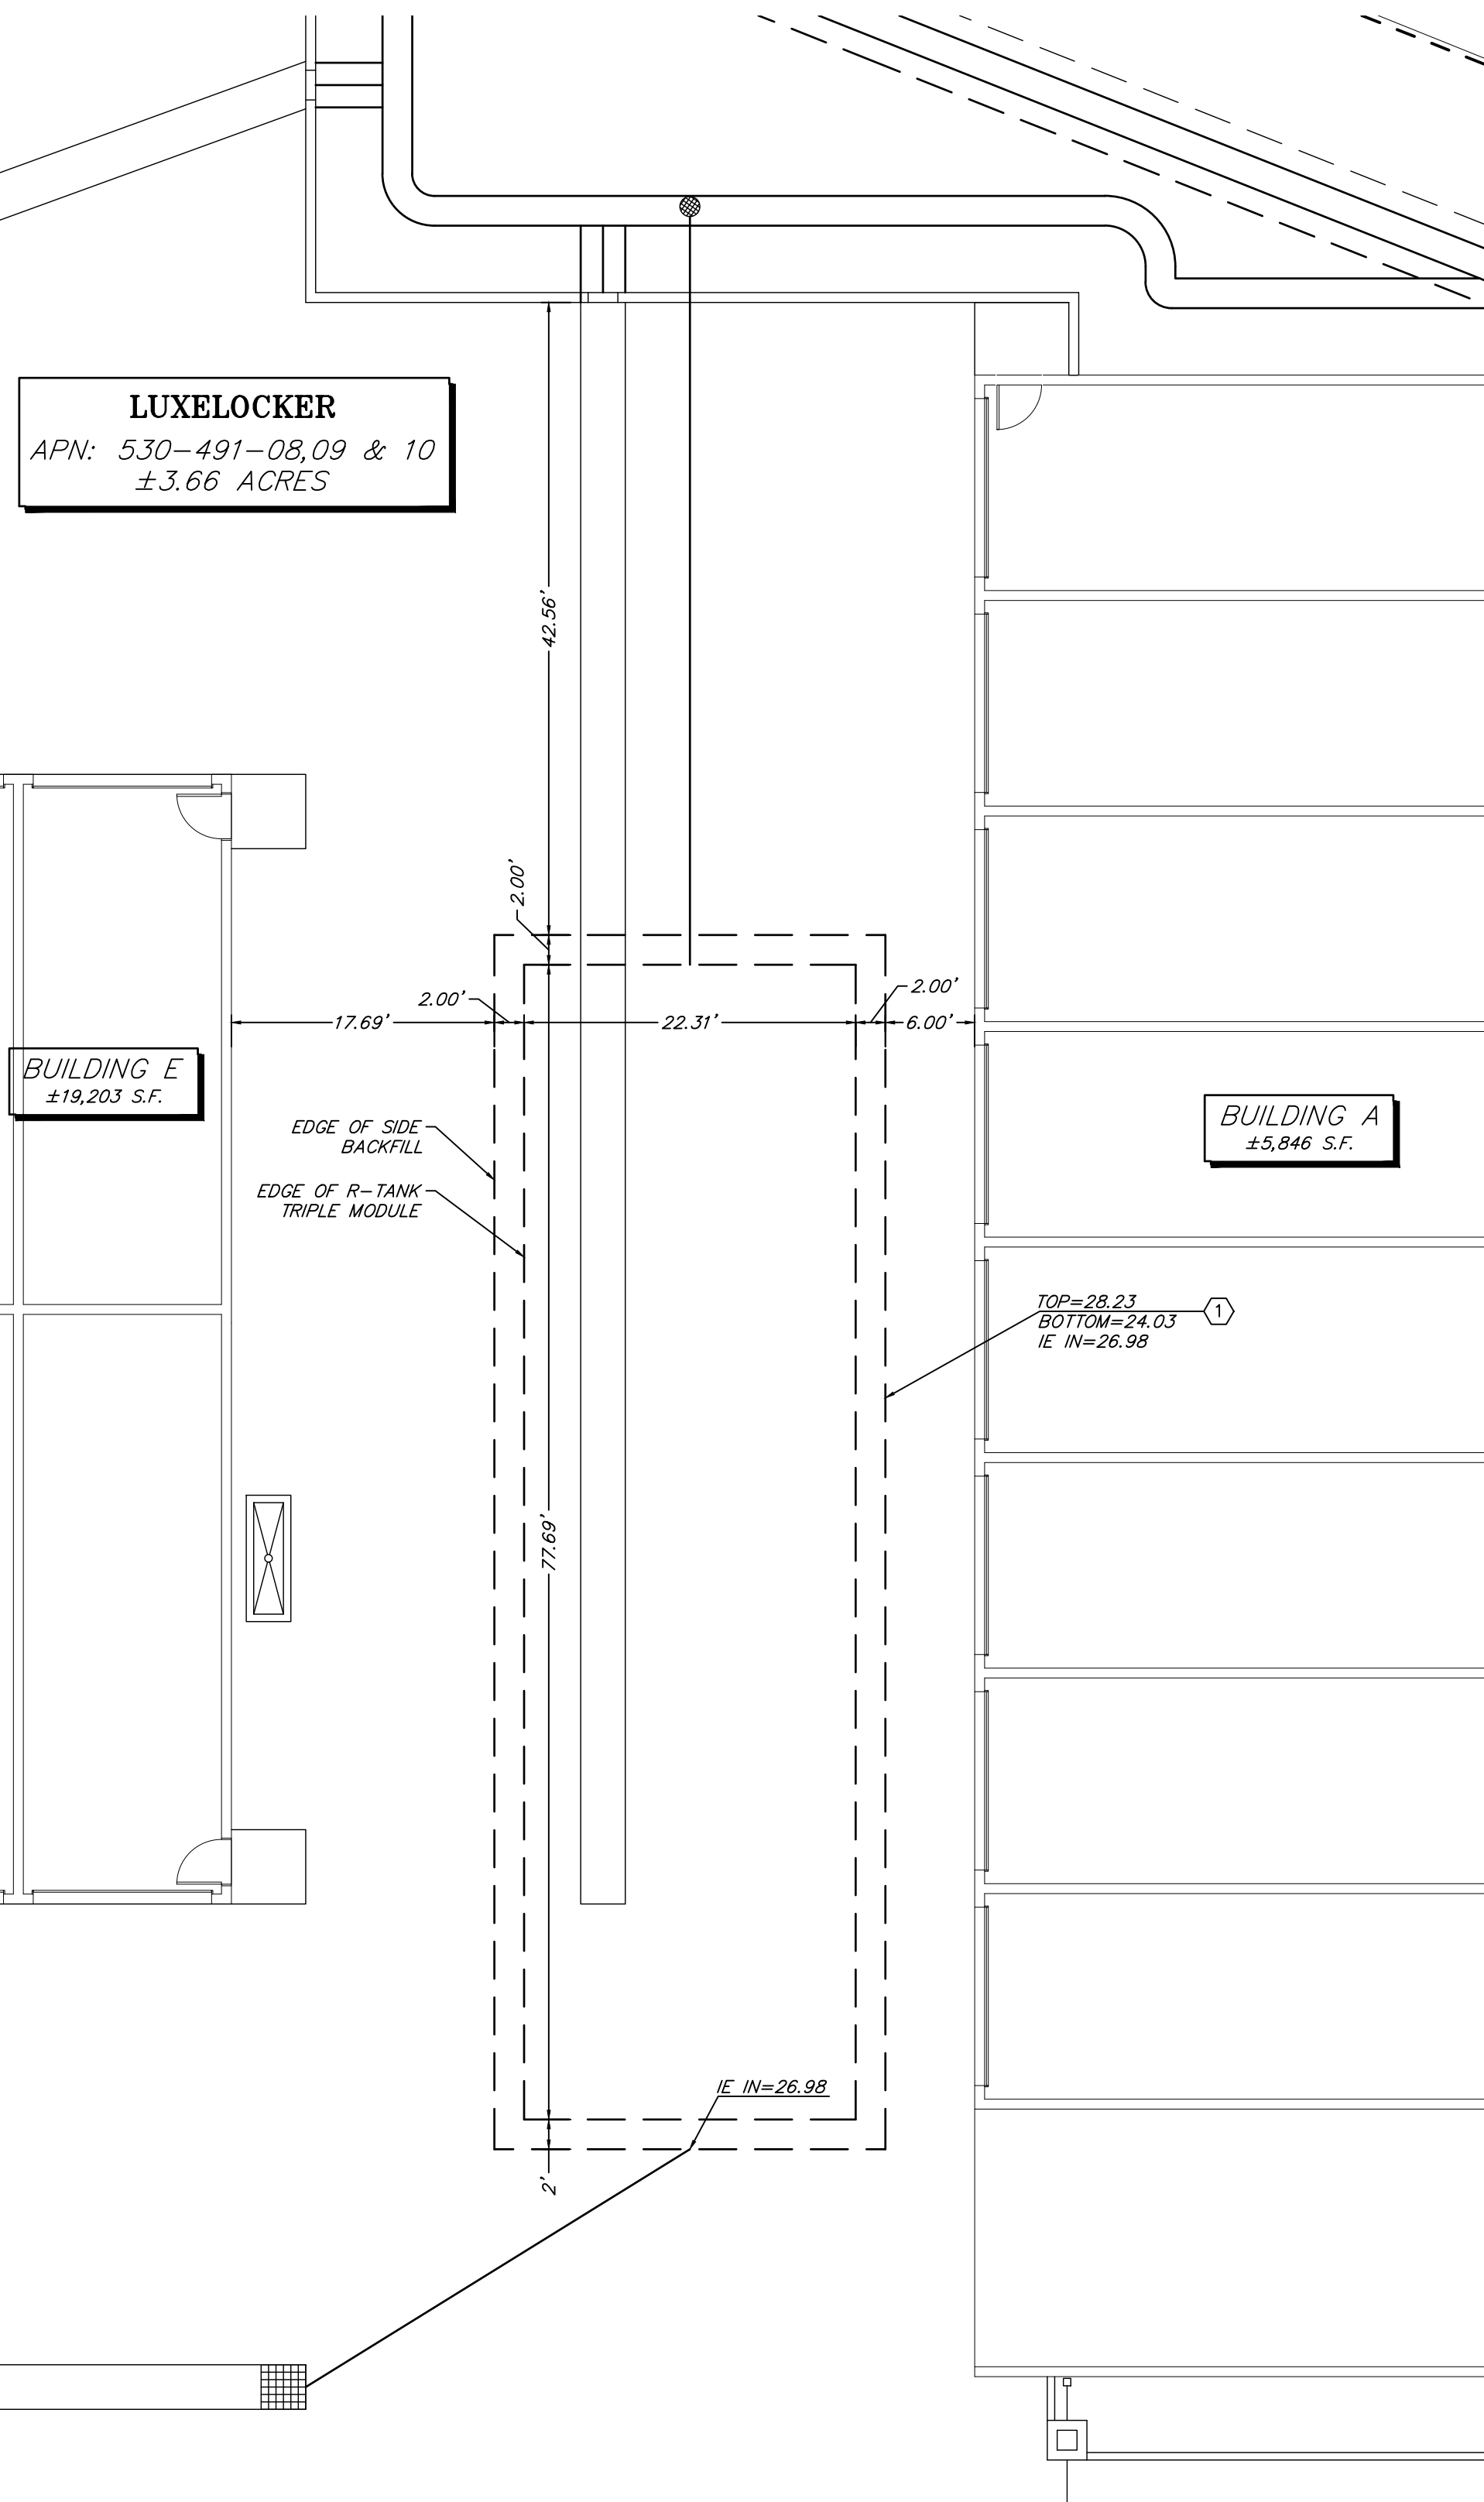 LUXELOCKER
APN: 530-491-08,09 & 10
±3.66 ACRES
42.56'
2.00'
2.00'
17.69'
22.31'
2.00'
6.00'
BUILDING E
±19,203 S.F.
EDGE OF SIDE
BACKFILL
EDGE OF R-TANK
TRIPLE MODULE
BUILDING A
±5,846 S.F.
TOP=28.23
BOTTOM=24.03
IE IN=26.98
1
77.69'
IE IN=26.98
2'